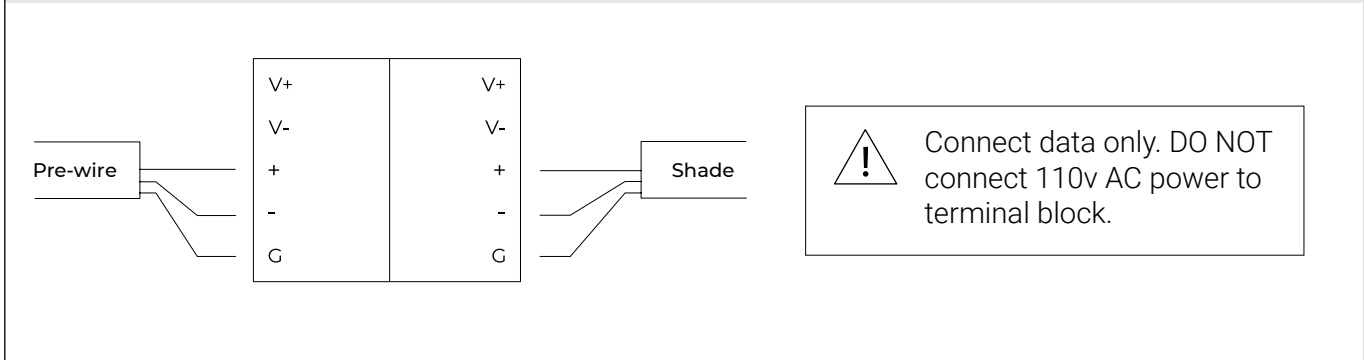 V+ V+
V- V-
Pre-wire + + Shade
- -
G G
! Connect data only. DO NOT
connect 110v AC power to
terminal block.